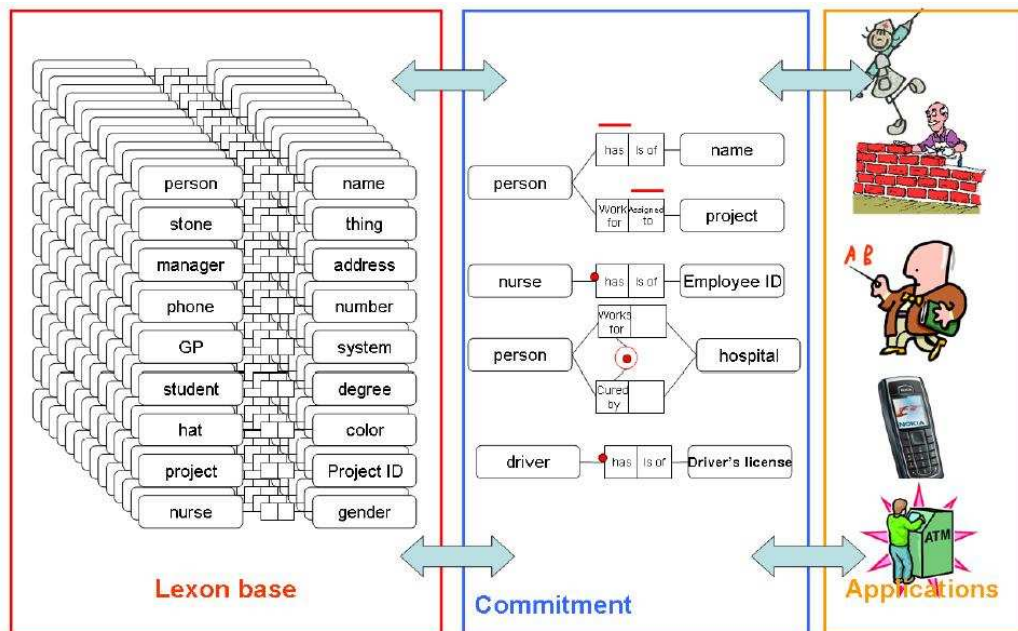 person name
stone thing
manager address
phone number
GP system
student degree
hat color
project Project ID
nurse gender
Lexon base
has Is of name
person
Work for Assigned to project
nurse has Is of Employee ID
Works for
person hospital
Cured by
driver has Is of Driver's license
Commitment
A B
NOKIA
ATM
Applications